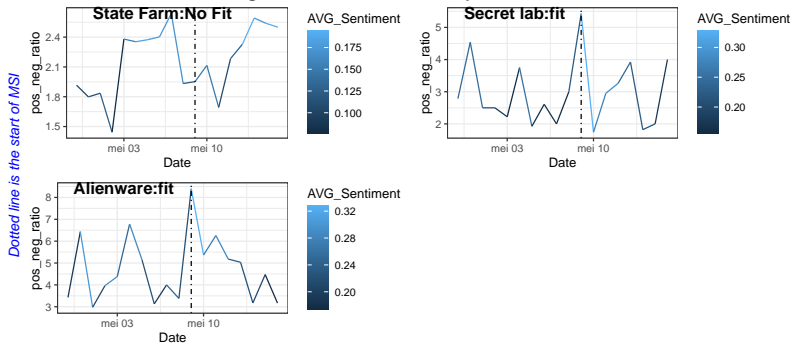 State Farm:No Fit
pos_neg_ratio
2.4
2.1
1.8
1.5
mei 03
mei 10
Date
AVG_Sentiment
0.175
0.150
0.125
0.100
Secret lab:fit
pos_neg_ratio
5
4
3
2
mei 03
mei 10
Date
AVG_Sentiment
0.30
0.20
Dotted line is the start of MSI
Alienware:fit
pos_neg_ratio
8
7
6
5
4
3
mei 03
mei 10
Date
AVG_Sentiment
0.32
0.28
0.24
0.20